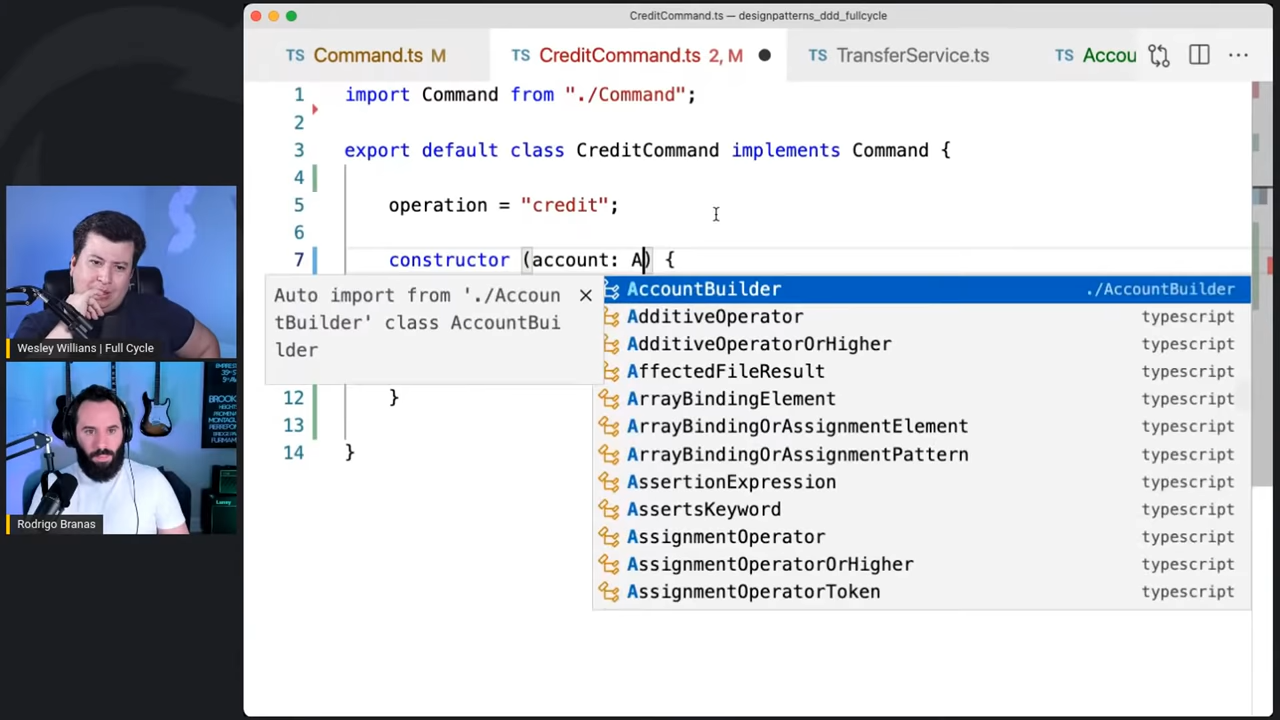 CreditCommand.ts — designpatterns_ddd_fullcycle
TS Command.ts M
TS CreditCommand.ts 2, M
TS TransferService.ts
TS Accou
1 import Command from "./Command";
2
3 export default class CreditCommand implements Command {
4
5 operation = "credit";
6
7 constructor (account: A) {
Auto import from './Accoun
tBuilder' class AccountBui
lder
AccountBuilder ./AccountBuilder
AdditiveOperator typescript
AdditiveOperatorOrHigher typescript
AffectedFileResult typescript
ArrayBindingElement typescript
ArrayBindingOrAssignmentElement typescript
ArrayBindingOrAssignmentPattern typescript
AssertionExpression typescript
AssertsKeyword typescript
AssignmentOperator typescript
AssignmentOperatorOrHigher typescript
AssignmentOperatorToken typescript
12 }
13
14 }
Wesley Willians | Full Cycle
Rodrigo Branas